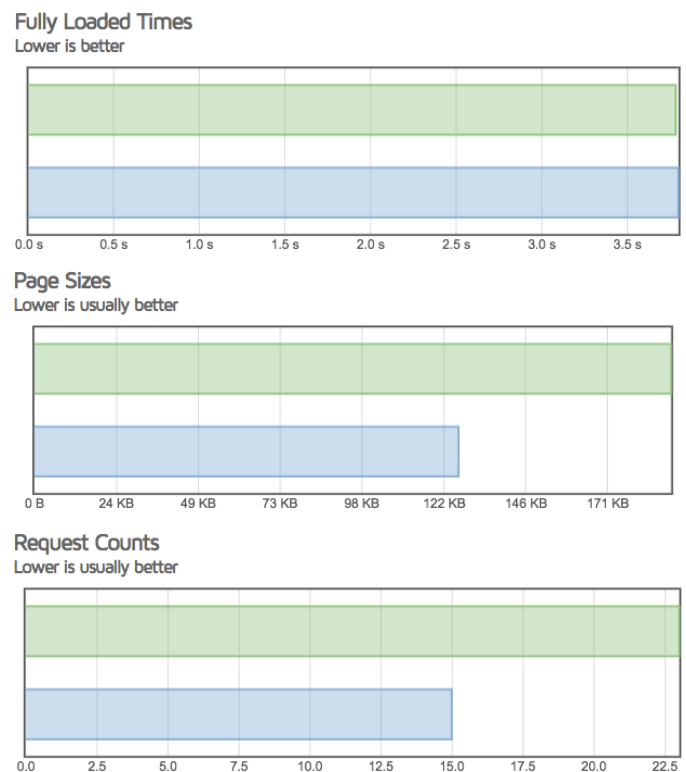 Fully Loaded Times
Lower is better
0.0 s 0.5 s 1.0 s 1.5 s 2.0 s 2.5 s 3.0 s 3.5 s
Page Sizes
Lower is usually better
0 B 24 KB 49 KB 73 KB 98 KB 122 KB 146 KB 171 KB
Request Counts
Lower is usually better
0.0 2.5 5.0 7.5 10.0 12.5 15.0 17.5 20.0 22.5